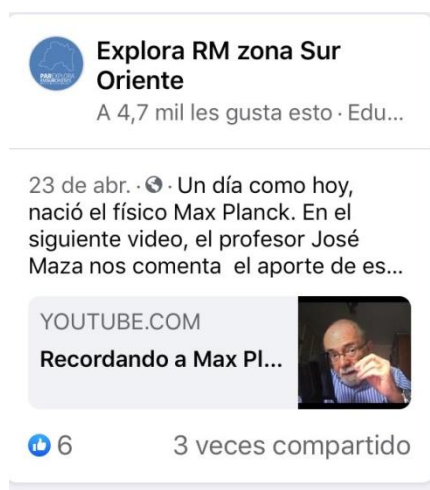 Explora RM zona Sur
Oriente
A 4,7 mil les gusta esto · Edu...
23 de abr. · · Un día como hoy,
nació el físico Max Planck. En el
siguiente video, el profesor José
Maza nos comenta el aporte de es...
YOUTUBE.COM
Recordando a Max Pl...
6
3 veces compartido